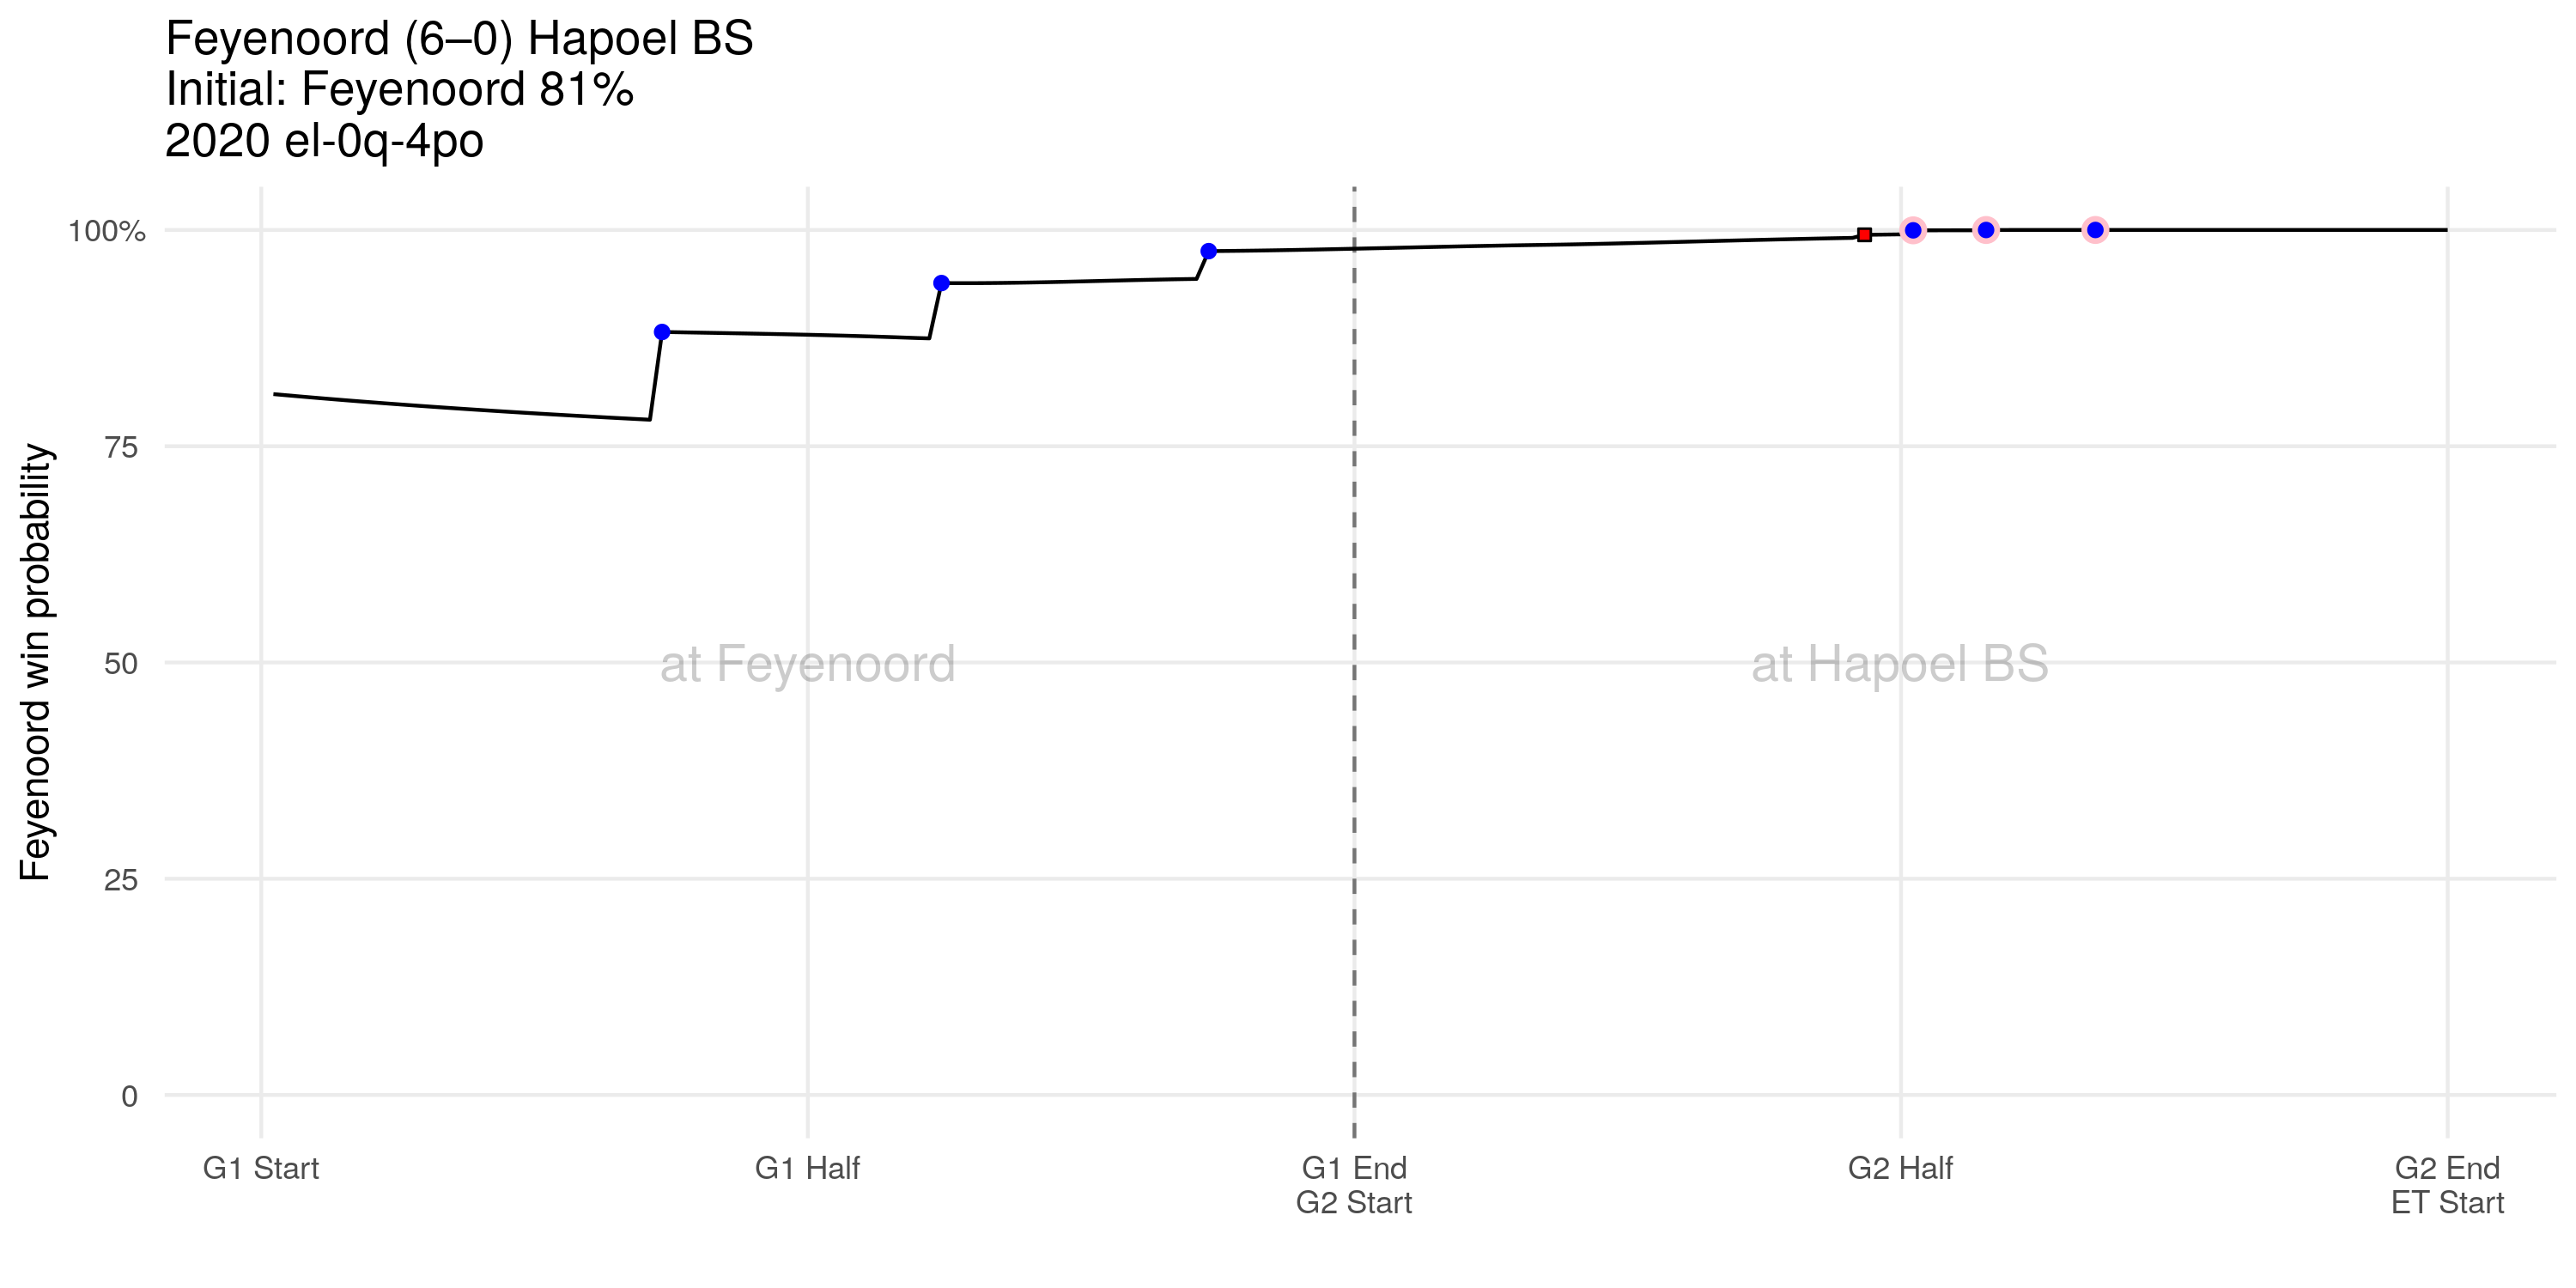 Feyenoord (6–0) Hapoel BS
Initial: Feyenoord 81%
2020 el-0q-4po
Feyenoord win probability
100%
75
50
25
0
at Feyenoord
at Hapoel BS
G1 Start
G1 Half
G1 End
G2 Start
G2 Half
G2 End
ET Start